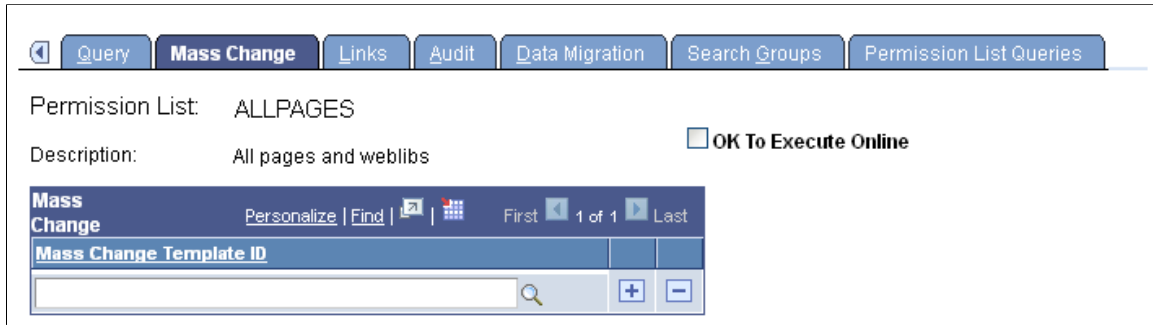 Query Mass Change Links Audit Data Migration Search Groups Permission List Queries
Permission List: ALLPAGES
OK To Execute Online
Description: All pages and weblibs
Mass Change Personalize | Find | | First 1 of 1 Last
Mass Change Template ID